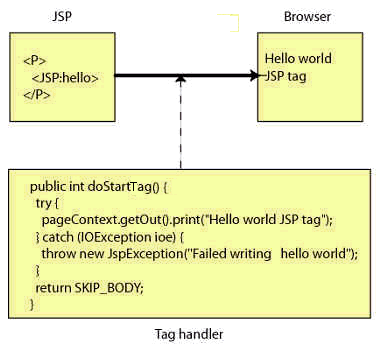 JSP
Browser
<P>
<JSP:hello>
</P>
Hello world
JSP tag
public int doStartTag() {
try {
pageContext.getOut().print("Hello world JSP tag");
} catch (IOException ioe) {
throw new JspException("Failed writing hello world");
}
return SKIP_BODY;
}
Tag handler